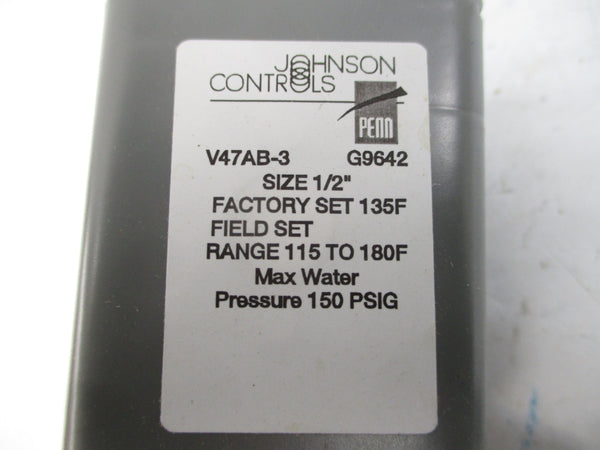 JOHNSON
CONTROLS
PENN
V47AB-3 G9642
SIZE 1/2"
FACTORY SET 135F
FIELD SET
RANGE 115 TO 180F
Max Water
Pressure 150 PSIG